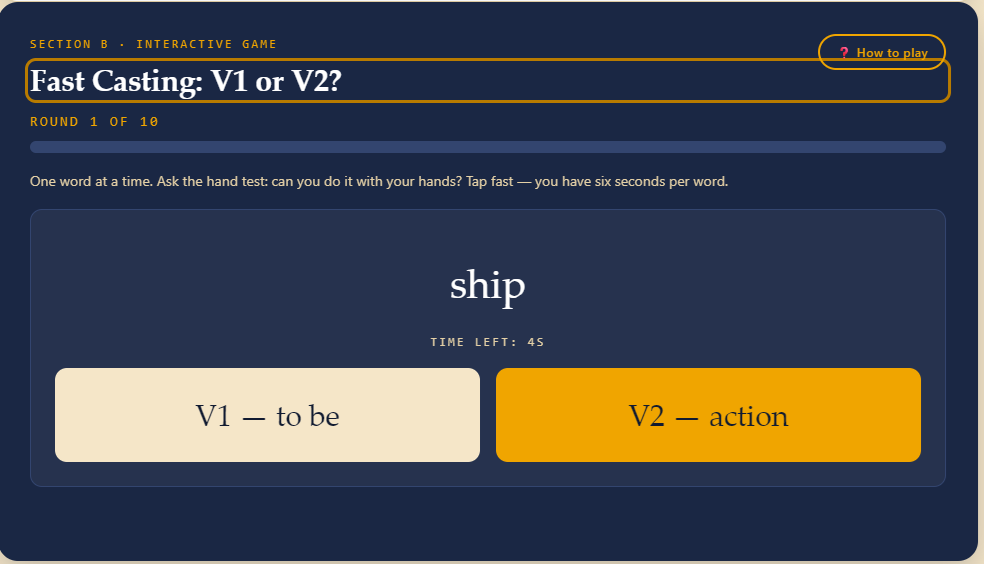 SECTION B · INTERACTIVE GAME
❓ How to play
Fast Casting: V1 or V2?
ROUND 1 OF 10
One word at a time. Ask the hand test: can you do it with your hands? Tap fast — you have six seconds per word.
ship
TIME LEFT: 4S
V1 — to be
V2 — action